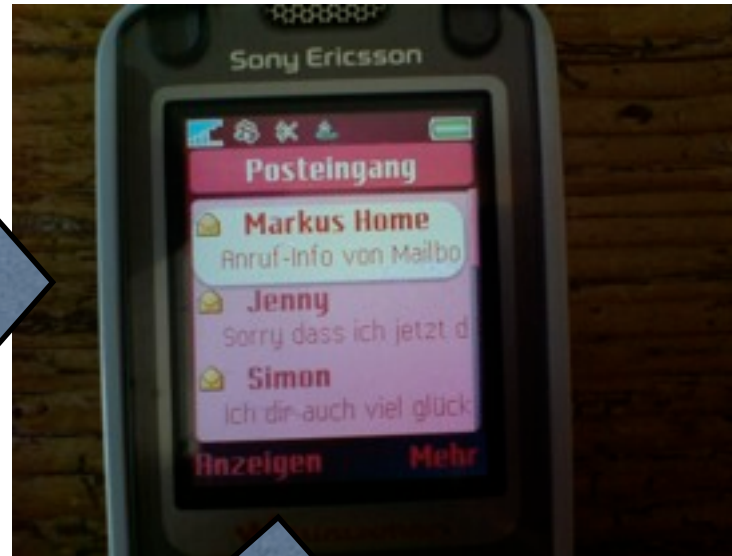 Sony Ericsson
Posteingang
Markus Home
Anruf-Info von Mailbo
Jenny
Sorry dass ich jetzt d
Simon
Ich dir auch viel glück
Anzeigen Mehr